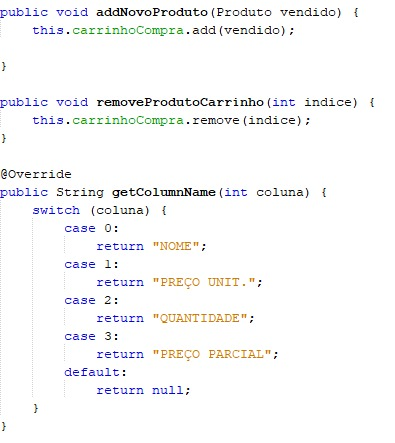 public void addNovoProduto(Produto vendido) {
    this.carrinhoCompra.add(vendido);
}
public void removeProdutoCarrinho(int indice) {
    this.carrinhoCompra.remove(indice);
}
@Override
public String getColumnName(int coluna) {
    switch (coluna) {
        case 0:
            return "NOME";
        case 1:
            return "PREÇO UNIT.";
        case 2:
            return "QUANTIDADE";
        case 3:
            return "PREÇO PARCIAL";
        default:
            return null;
    }
}